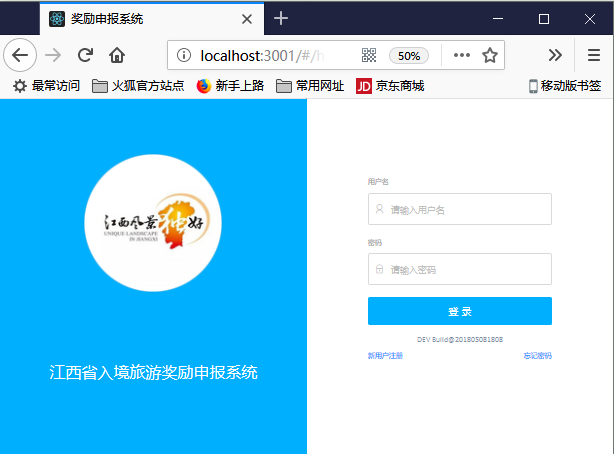 奖励申报系统
localhost:3001/#/
50%
最常访问 火狐官方站点 新手上路 常用网址 JD 京东商城 移动版书签
江西风景独好
UNIQUE LANDSCAPE
IN JIANGXI
江西省入境旅游奖励申报系统
用户名
请输入用户名
密码
请输入密码
登 录
DEV Build@201805081808
新用户注册 忘记密码